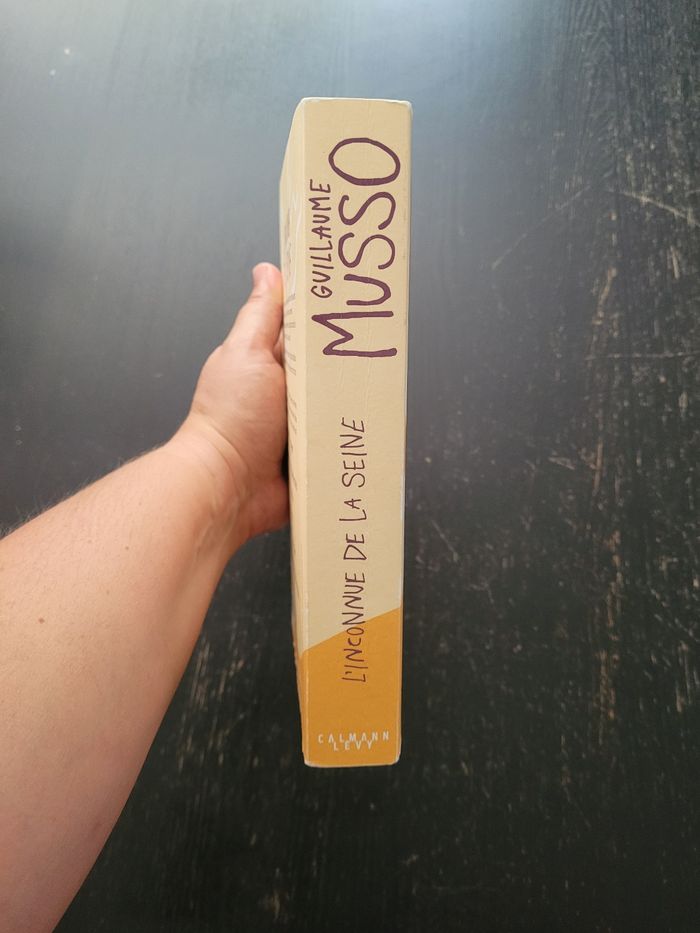 GUILLAUME
MUSSO
L'INCONNUE DE LA SEINE
CALMANN
LEVY